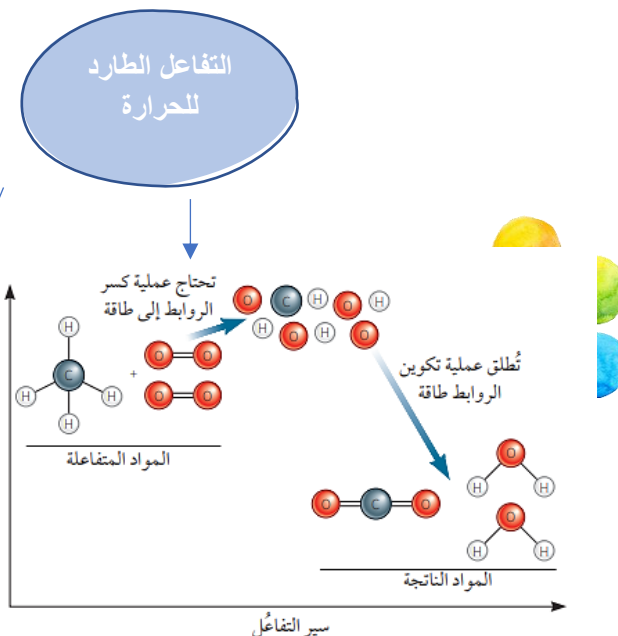 التفاعل الطارد
للحرارة
تحتاج عملية كسر
الروابط إلى طاقة
O C H O H
H O H O
H
H C H
H
+
O O
O O
المواد المتفاعلة
تُطلق عملية تكوين
الروابط طاقة
O C O
O
H H
O
H H
المواد الناتجة
سير التفاعُل